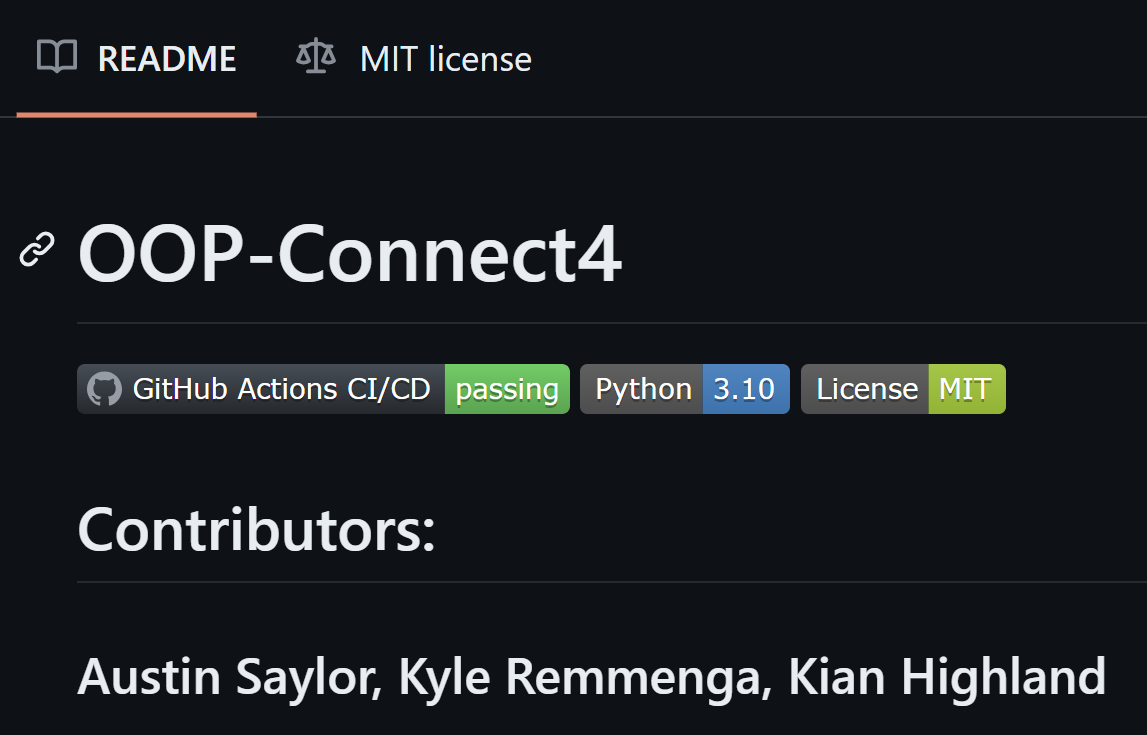 README MIT license
OOP-Connect4
GitHub Actions CI/CD passing Python 3.10 License MIT
Contributors:
Austin Saylor, Kyle Remmenga, Kian Highland